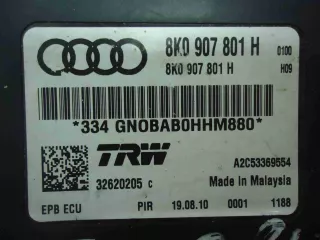 8K0 907 801 H 0100
8K0 907 801 H H09
*334 GNOBAB0HHM880*
TRW
A2C53369554
32620205 C Made in Malaysia
EPB ECU PIR 19.08.10 0001 1188